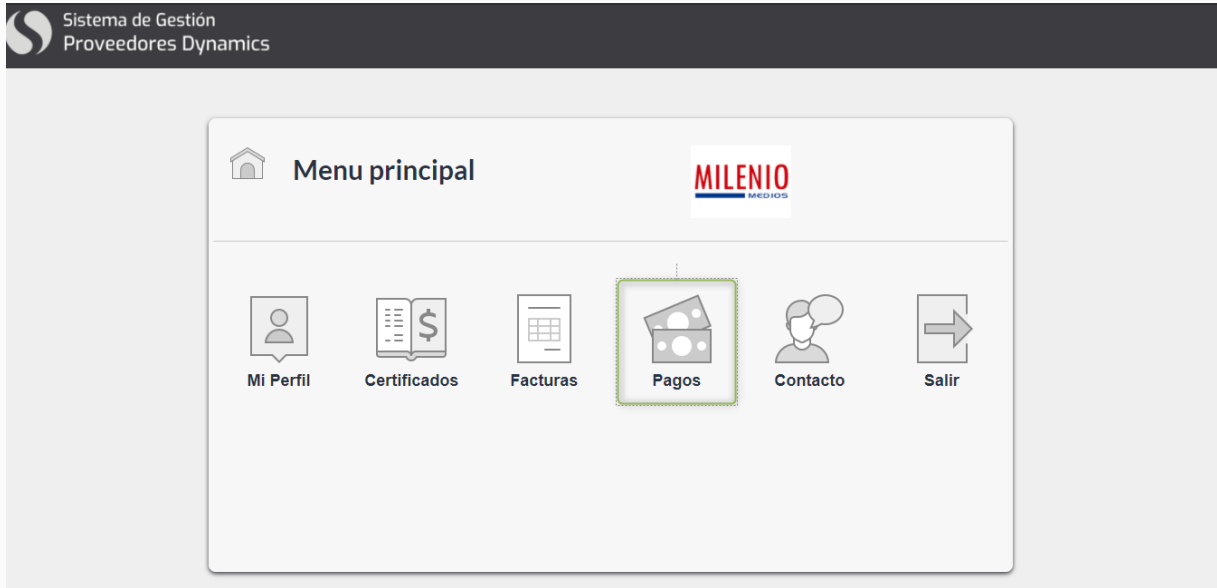 Sistema de Gestión
Proveedores Dynamics
Menu principal
MILENIO
MEDIOS
Mi Perfil
Certificados
Facturas
Pagos
Contacto
Salir